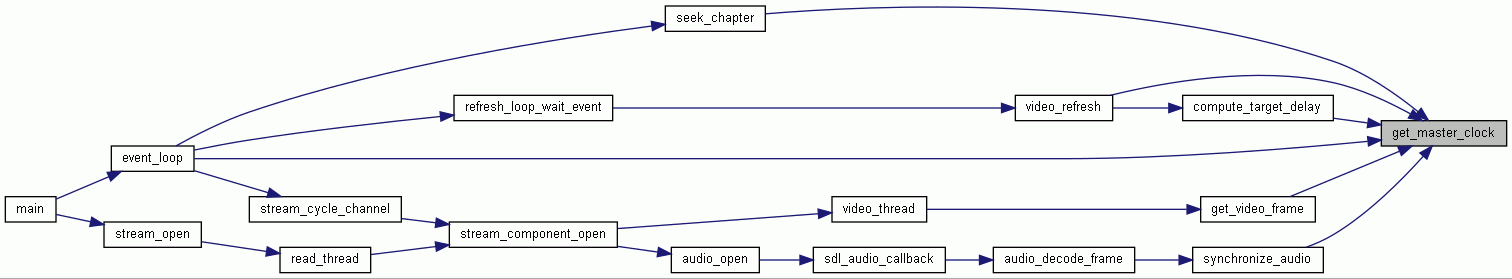 seek_chapter
refresh_loop_wait_event
video_refresh
compute_target_delay
get_master_clock
event_loop
main
stream_cycle_channel
video_thread
get_video_frame
stream_open
stream_component_open
read_thread
audio_open
sdl_audio_callback
audio_decode_frame
synchronize_audio